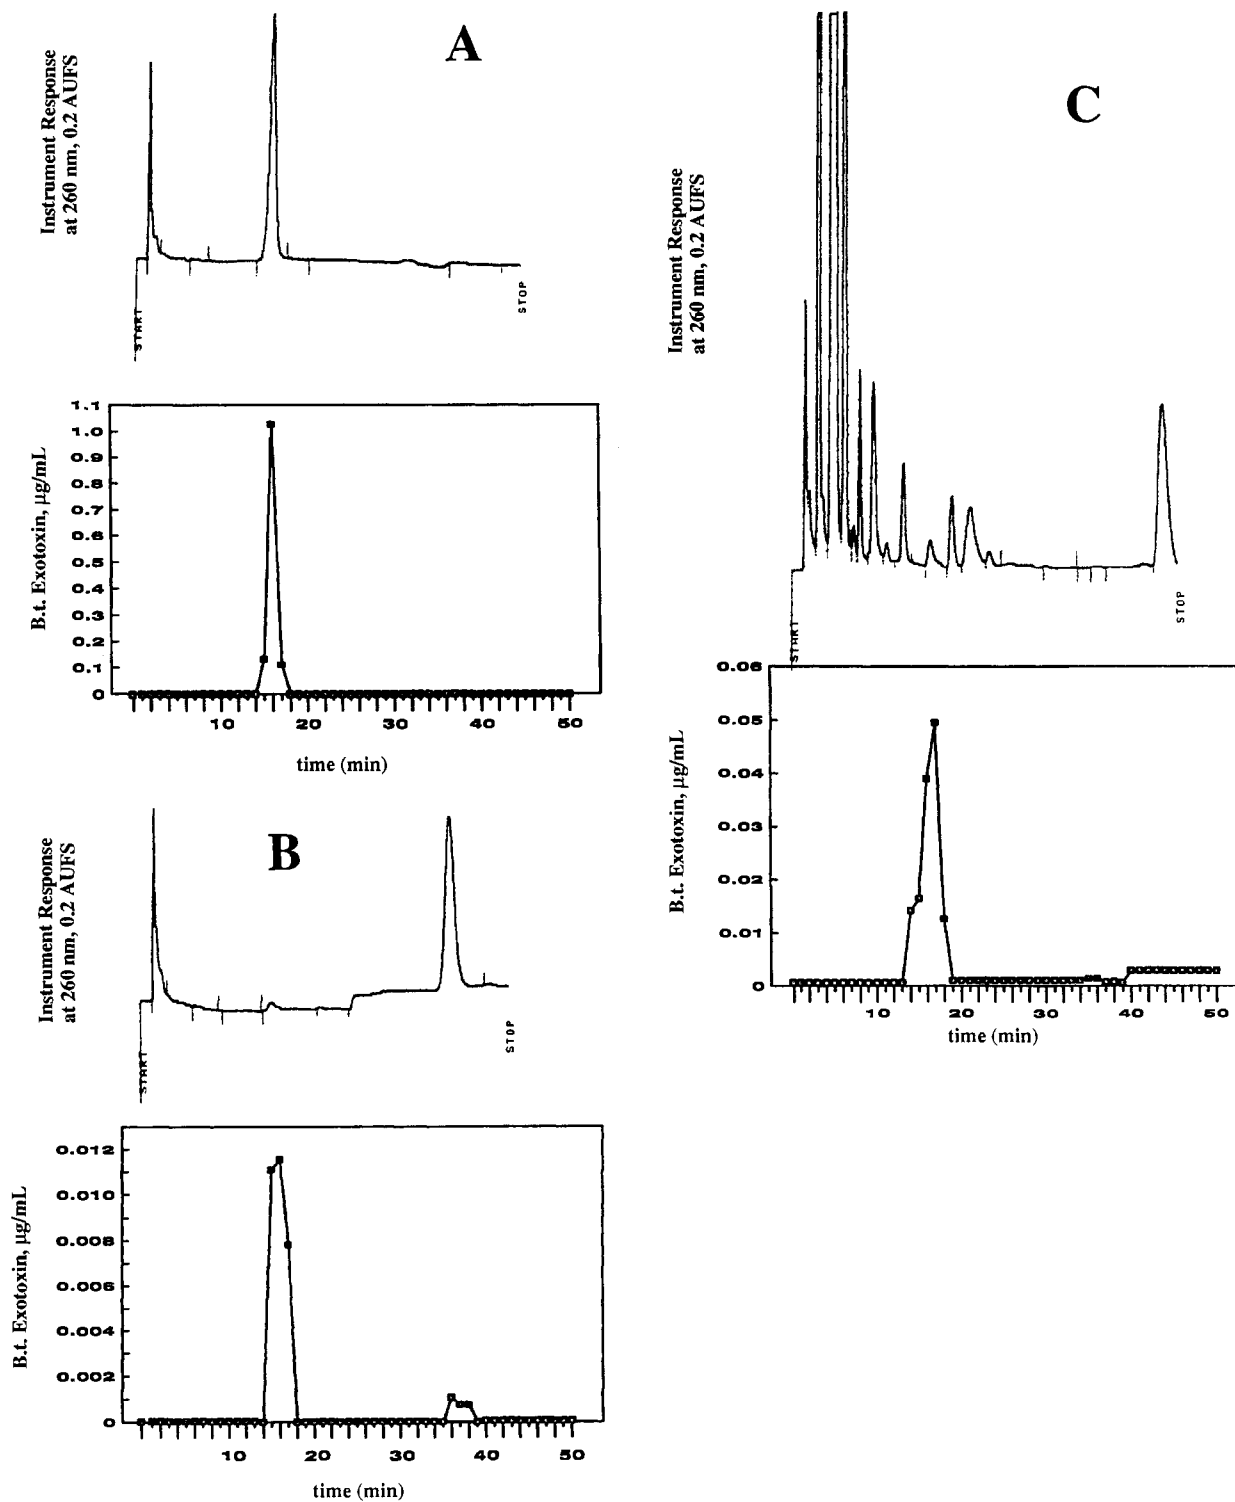 A
Instrument Response
at 260 nm, 0.2 AUFS
START
STOP
B.t. Exotoxin, µg/mL
1.1
1.0
0.9
0.8
0.7
0.6
0.5
0.4
0.3
0.2
0.1
0
10 20 30 40 50
time (min)
B
Instrument Response
at 260 nm, 0.2 AUFS
START
STOP
B.t. Exotoxin, µg/mL
0.012
0.010
0.008
0.006
0.004
0.002
0
10 20 30 40 50
time (min)
C
Instrument Response
at 260 nm, 0.2 AUFS
START
STOP
B.t. Exotoxin, µg/mL
0.06
0.05
0.04
0.03
0.02
0.01
0
10 20 30 40 50
time (min)